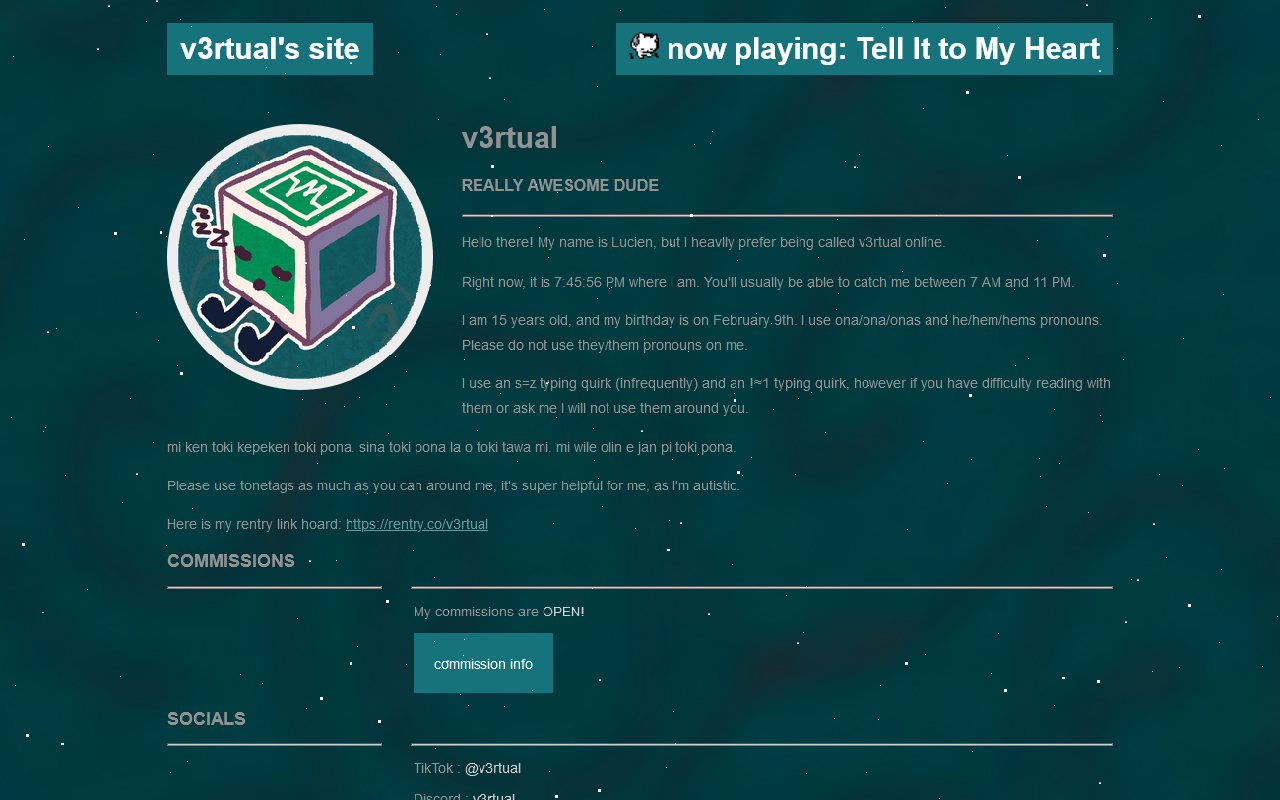 v3rtual's site
now playing: Tell It to My Heart
v3rtual
REALLY AWESOME DUDE
Hello there! My name is Lucien, but I heavily prefer being called v3rtual online.
Right now, it is 7:45:56 PM where I am. You'll usually be able to catch me between 7 AM and 11 PM.
I am 15 years old, and my birthday is on February 9th. I use ona/ona/onas and he/hem/hems pronouns.
Please do not use they/them pronouns on me.
I use an s=z typing quirk (infrequently) and an !≈1 typing quirk, however if you have difficulty reading with
them or ask me I will not use them around you.
mi ken toki kepeken toki pona. sina toki pona la o toki tawa mi. mi wile olin e jan pi toki pona.
Please use tonetags as much as you can around me, it's super helpful for me, as I'm autistic.
Here is my rentry link hoard: https://rentry.co/v3rtual
COMMISSIONS
My commissions are OPEN!
commission info
SOCIALS
TikTok : @v3rtual
Discord : v3rtual